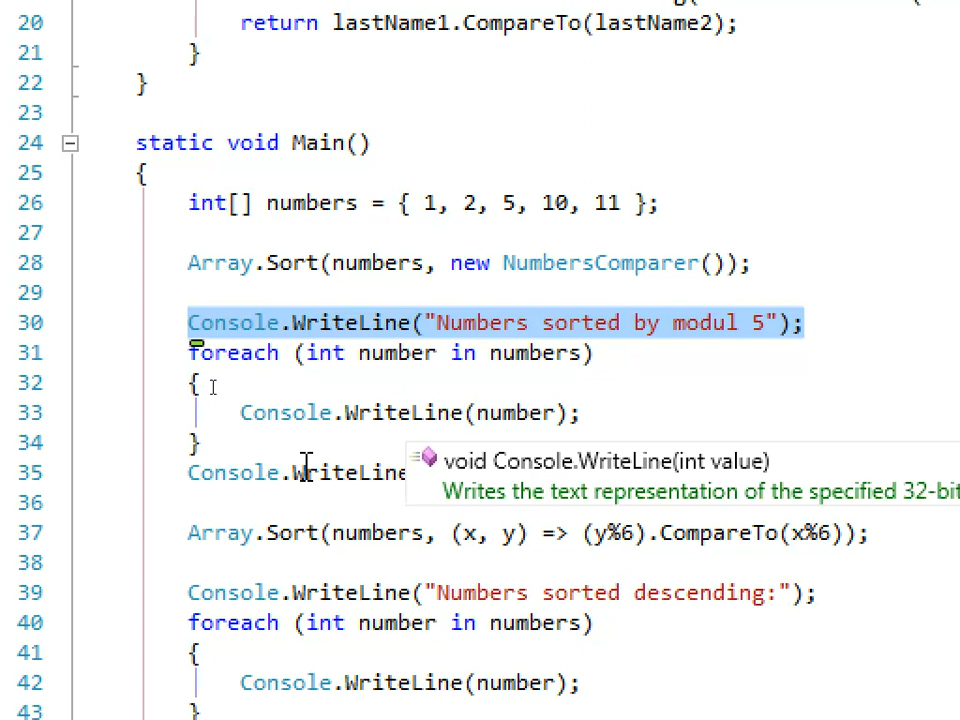 20 return lastName1.CompareTo(lastName2);
21 }
22 }
23
24 static void Main()
25 {
26 int[] numbers = { 1, 2, 5, 10, 11 };
27
28 Array.Sort(numbers, new NumbersComparer());
29
30 Console.WriteLine("Numbers sorted by modul 5");
31 foreach (int number in numbers)
32 {
33 Console.WriteLine(number);
34 }
void Console.WriteLine(int value)
35 Console.WriteLine
Writes the text representation of the specified 32-bit
36
37 Array.Sort(numbers, (x, y) => (y%6).CompareTo(x%6));
38
39 Console.WriteLine("Numbers sorted descending:");
40 foreach (int number in numbers)
41 {
42 Console.WriteLine(number);
43 }